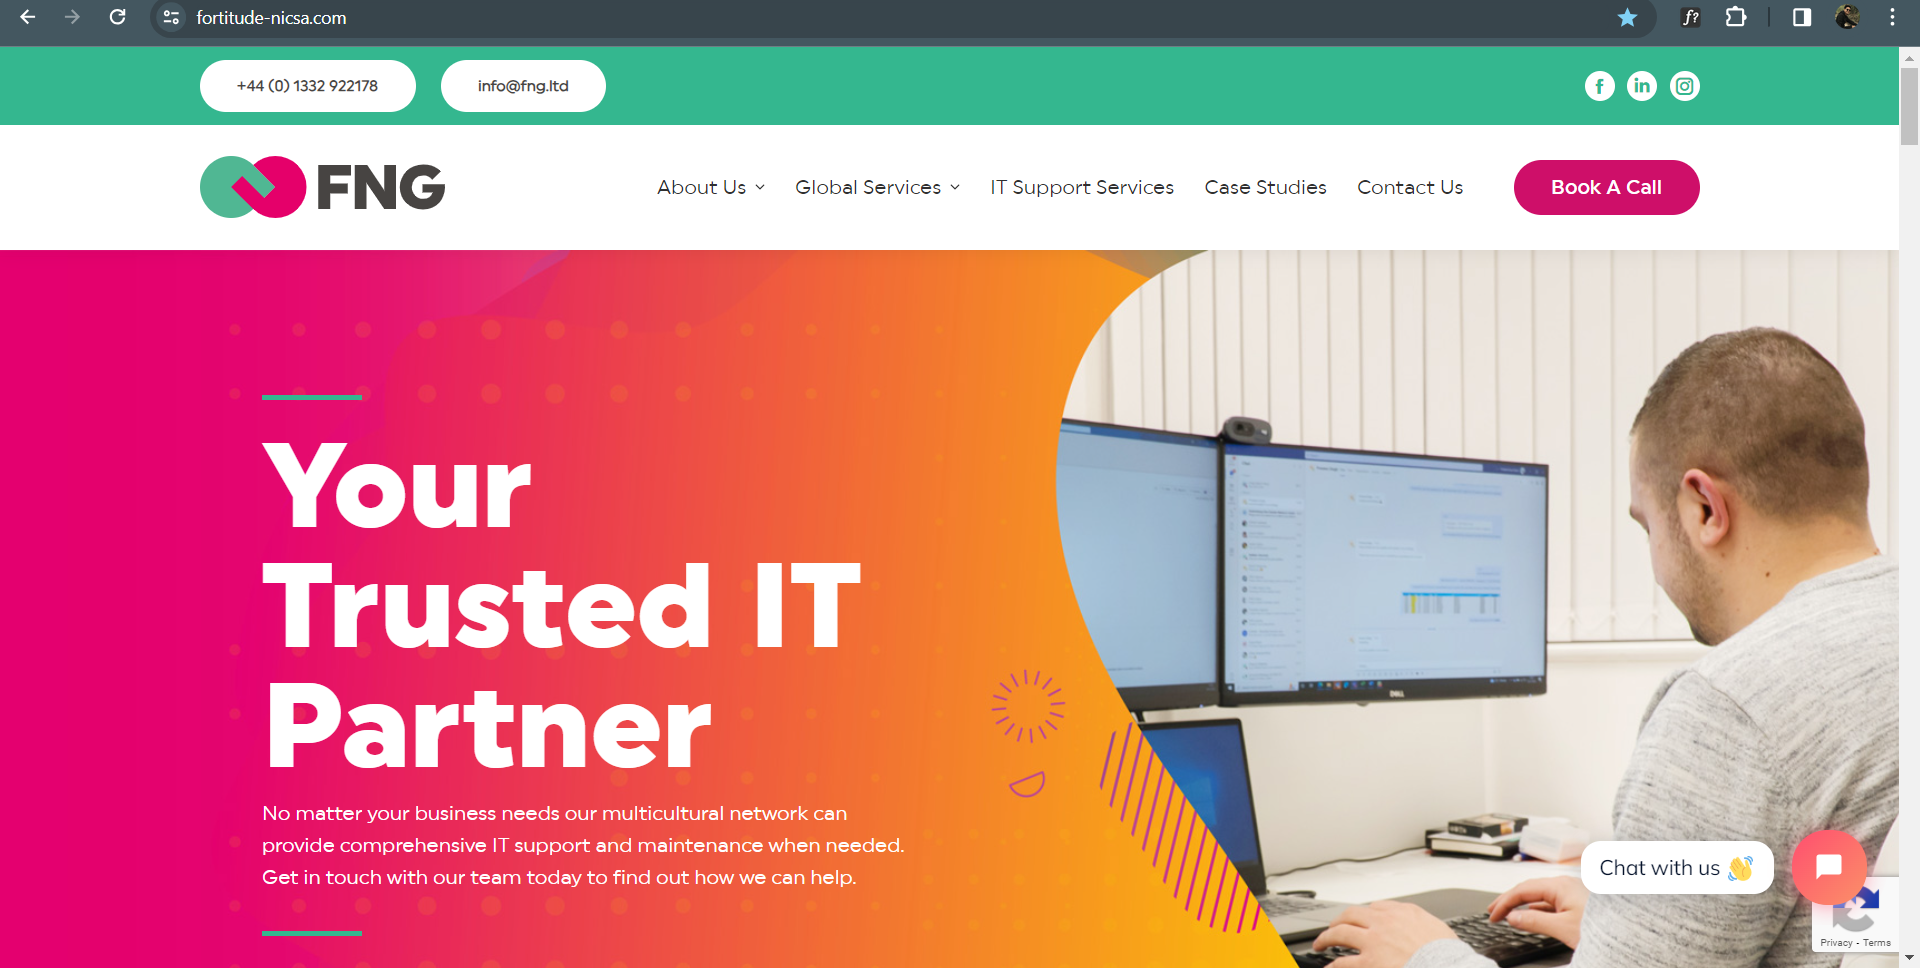 fortitude-nicsa.com
f?
+44 (0) 1332 922178
info@fng.ltd
f
in
FNG
About Us
Global Services
IT Support Services
Case Studies
Contact Us
Book A Call
Your
Trusted IT
Partner
No matter your business needs our multicultural network can
provide comprehensive IT support and maintenance when needed.
Get in touch with our team today to find out how we can help.
DELL
Chat with us 👋
Privacy - Terms